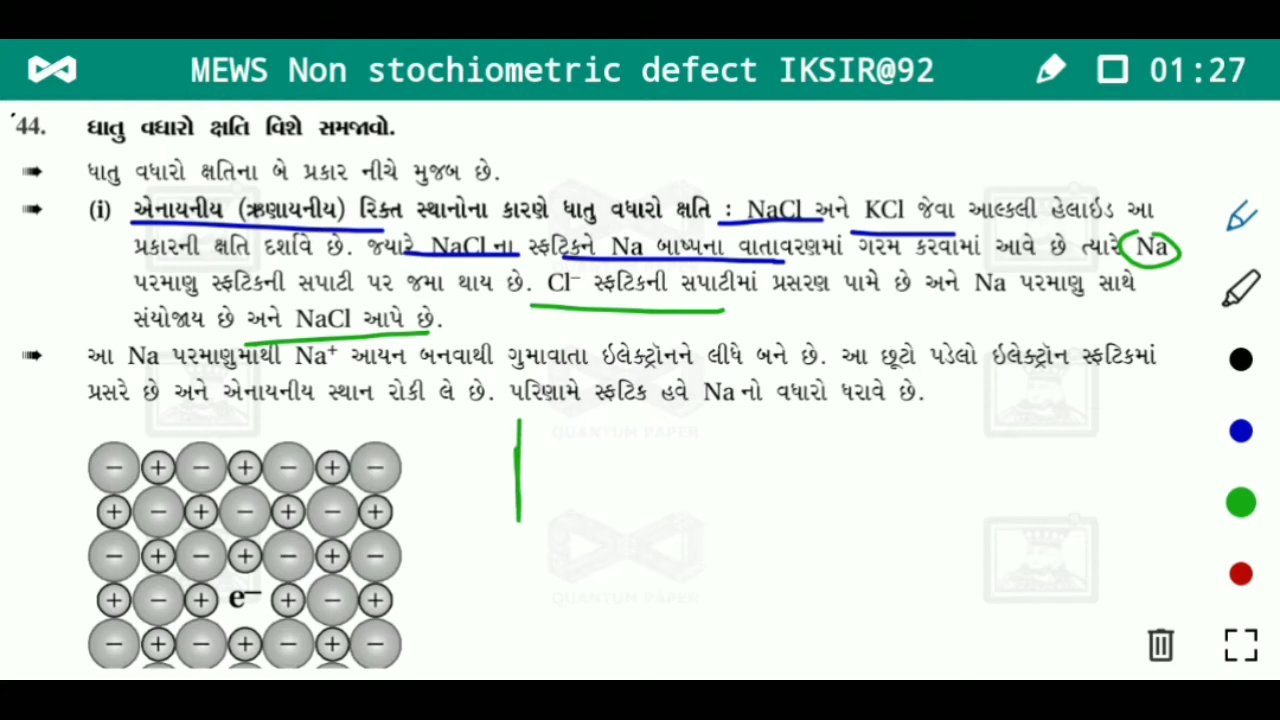 MEWS Non stochiometric defect IKSIR@92 01:27
44. ધાતુ વધારો ક્ષતિ વિશે સમજાવો.
➠ ધાતુ વધારો ક્ષતિના બે પ્રકાર નીચે મુજબ છે.
➠ (i) એનાયનીય (ઋણાયનીય) રિક્ત સ્થાનોના કારણે ધાતુ વધારો ક્ષતિ : NaCl અને KCl જેવા આલ્કલી હેલાઇડ આ
પ્રકારની ક્ષતિ દર્શાવે છે. જ્યારે NaCl ના સ્ફટિકને Na બાષ્પના વાતાવરણમાં ગરમ કરવામાં આવે છે ત્યારે Na
પરમાણુ સ્ફટિકની સપાટી પર જમા થાય છે. Cl⁻ સ્ફટિકની સપાટીમાં પ્રસરણ પામે છે અને Na પરમાણુ સાથે
સંયોજાય છે અને NaCl આપે છે.
➠ આ Na પરમાણુમાથી Na⁺ આયન બનવાથી ગુમાવાતા ઇલેક્ટ્રૉનને લીધે બને છે. આ છૂટો પડેલો ઇલેક્ટ્રૉન સ્ફટિકમાં
પ્રસરે છે અને એનાયનીય સ્થાન રોકી લે છે. પરિણામે સ્ફટિક હવે Na નો વધારો ધરાવે છે.
QUANTUM PAPER
− + − + − + −
+ − + − + − +
− + − + − + −
+ − + e⁻ + − +
− + − + − + −
QUANTUM PAPER